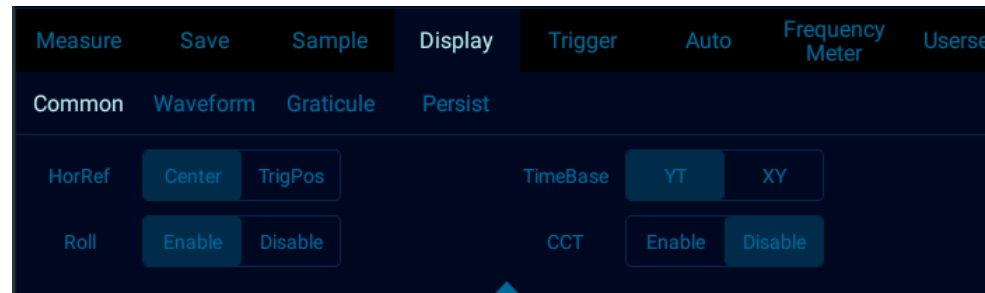 Measure Save Sample Display Trigger Auto Frequency Meter Userse
Common Waveform Graticule Persist
HorRef Center TrigPos TimeBase YT XY
Roll Enable Disable CCT Enable Disable